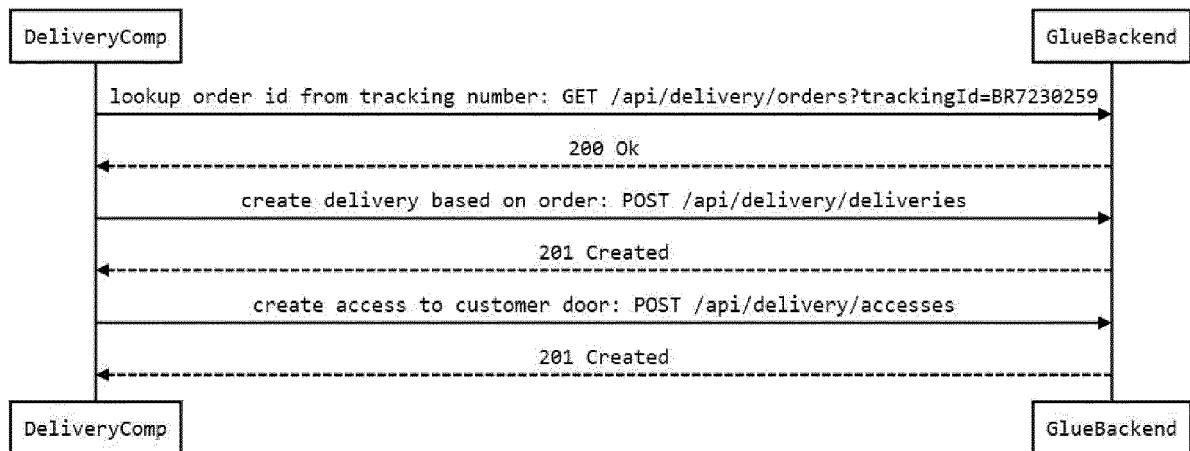 DeliveryComp GlueBackend
lookup order id from tracking number: GET /api/delivery/orders?trackingId=BR7230259
200 Ok
create delivery based on order: POST /api/delivery/deliveries
201 Created
create access to customer door: POST /api/delivery/accesses
201 Created
DeliveryComp GlueBackend